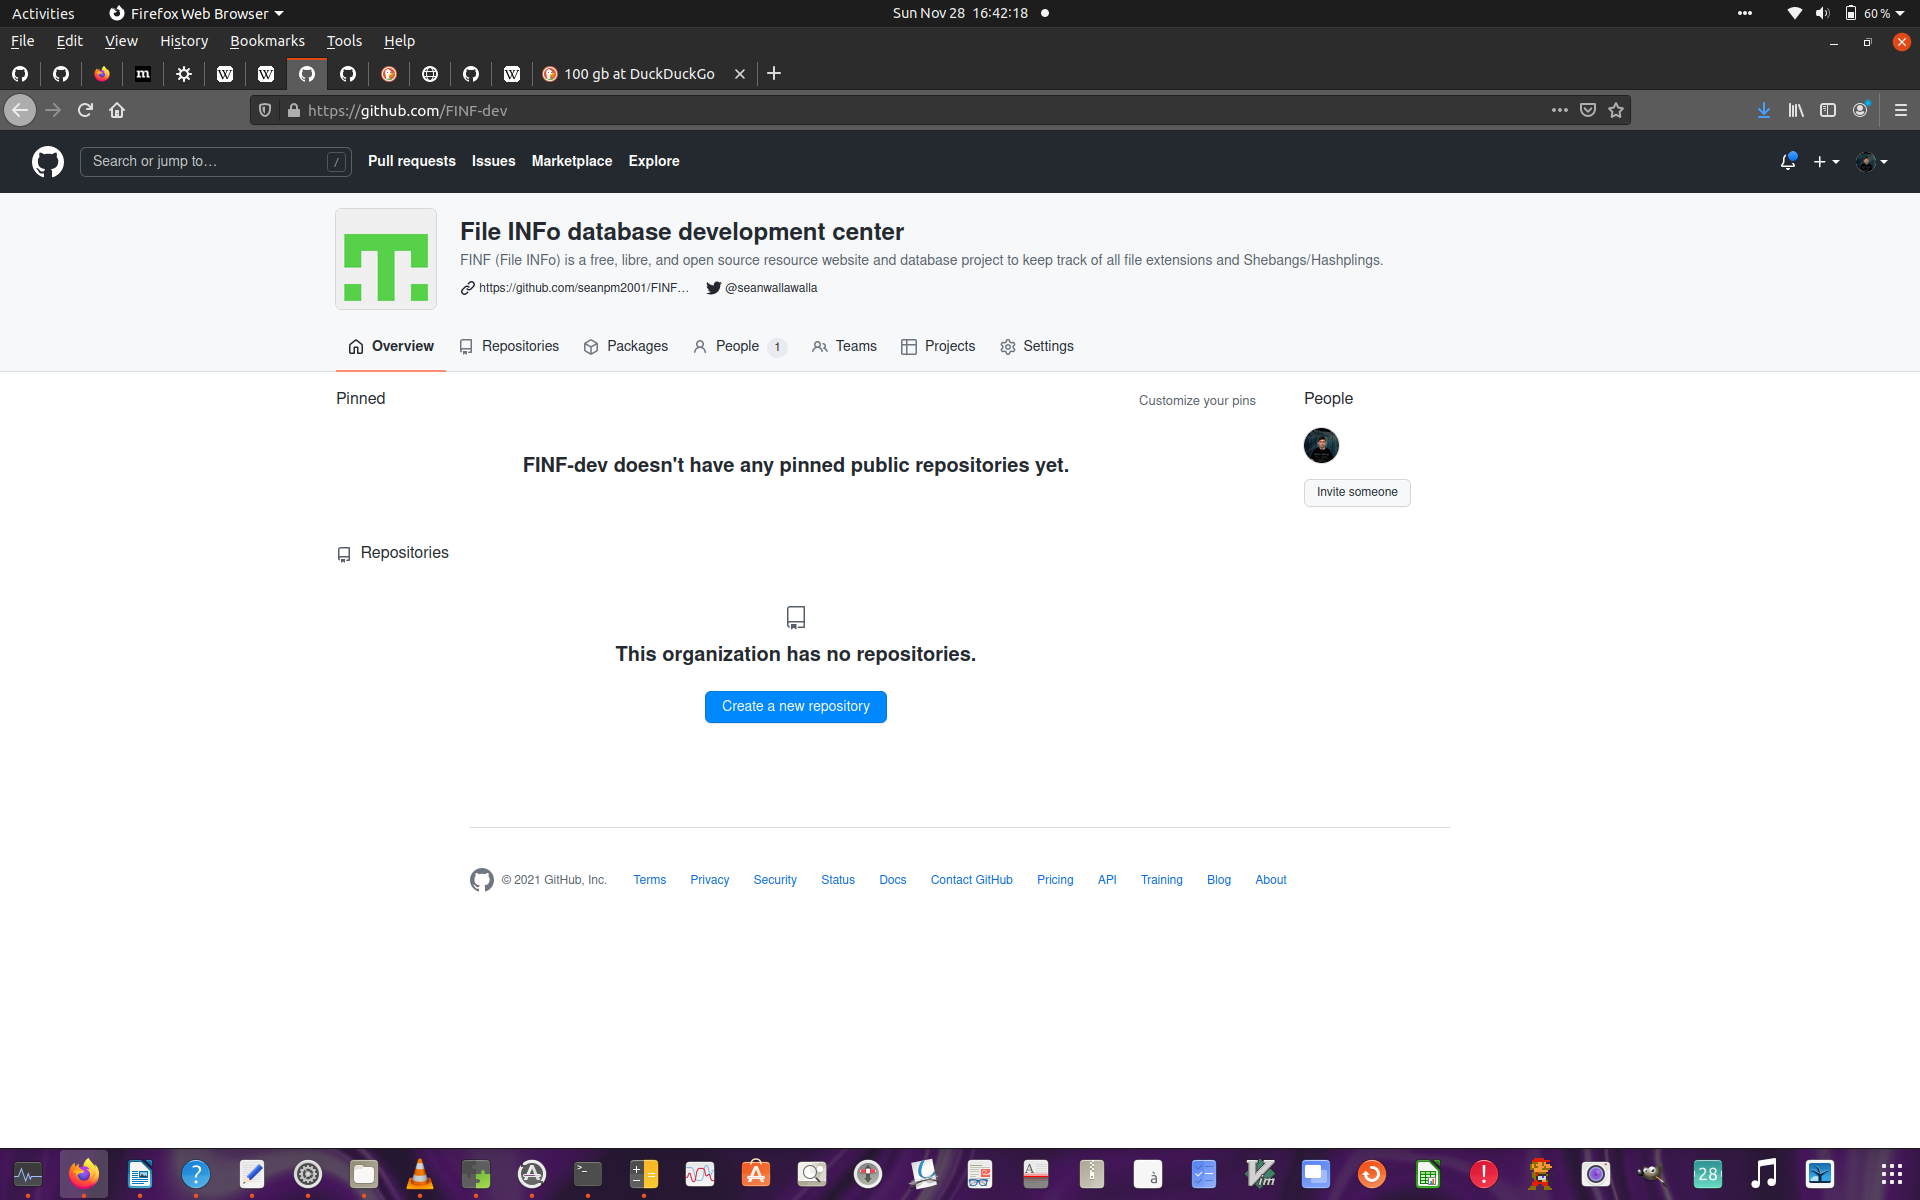 Activities
Firefox Web Browser
Sun Nov 28 16:42:18
60 %
File Edit View History Bookmarks Tools Help
m
W
W
W
100 gb at DuckDuckGo
https://github.com/FINF-dev
Search or jump to…
/
Pull requests Issues Marketplace Explore
File INFo database development center
FINF (File INFo) is a free, libre, and open source resource website and database project to keep track of all file extensions and Shebangs/Hashplings.
https://github.com/seanpm2001/FINF…
@seanwallawalla
Overview
Repositories
Packages
People 1
Teams
Projects
Settings
Pinned
Customize your pins
People
FINF-dev doesn't have any pinned public repositories yet.
Invite someone
Repositories
This organization has no repositories.
Create a new repository
© 2021 GitHub, Inc.
Terms
Privacy
Security
Status
Docs
Contact GitHub
Pricing
API
Training
Blog
About
?
>_
A
à
Vim
28